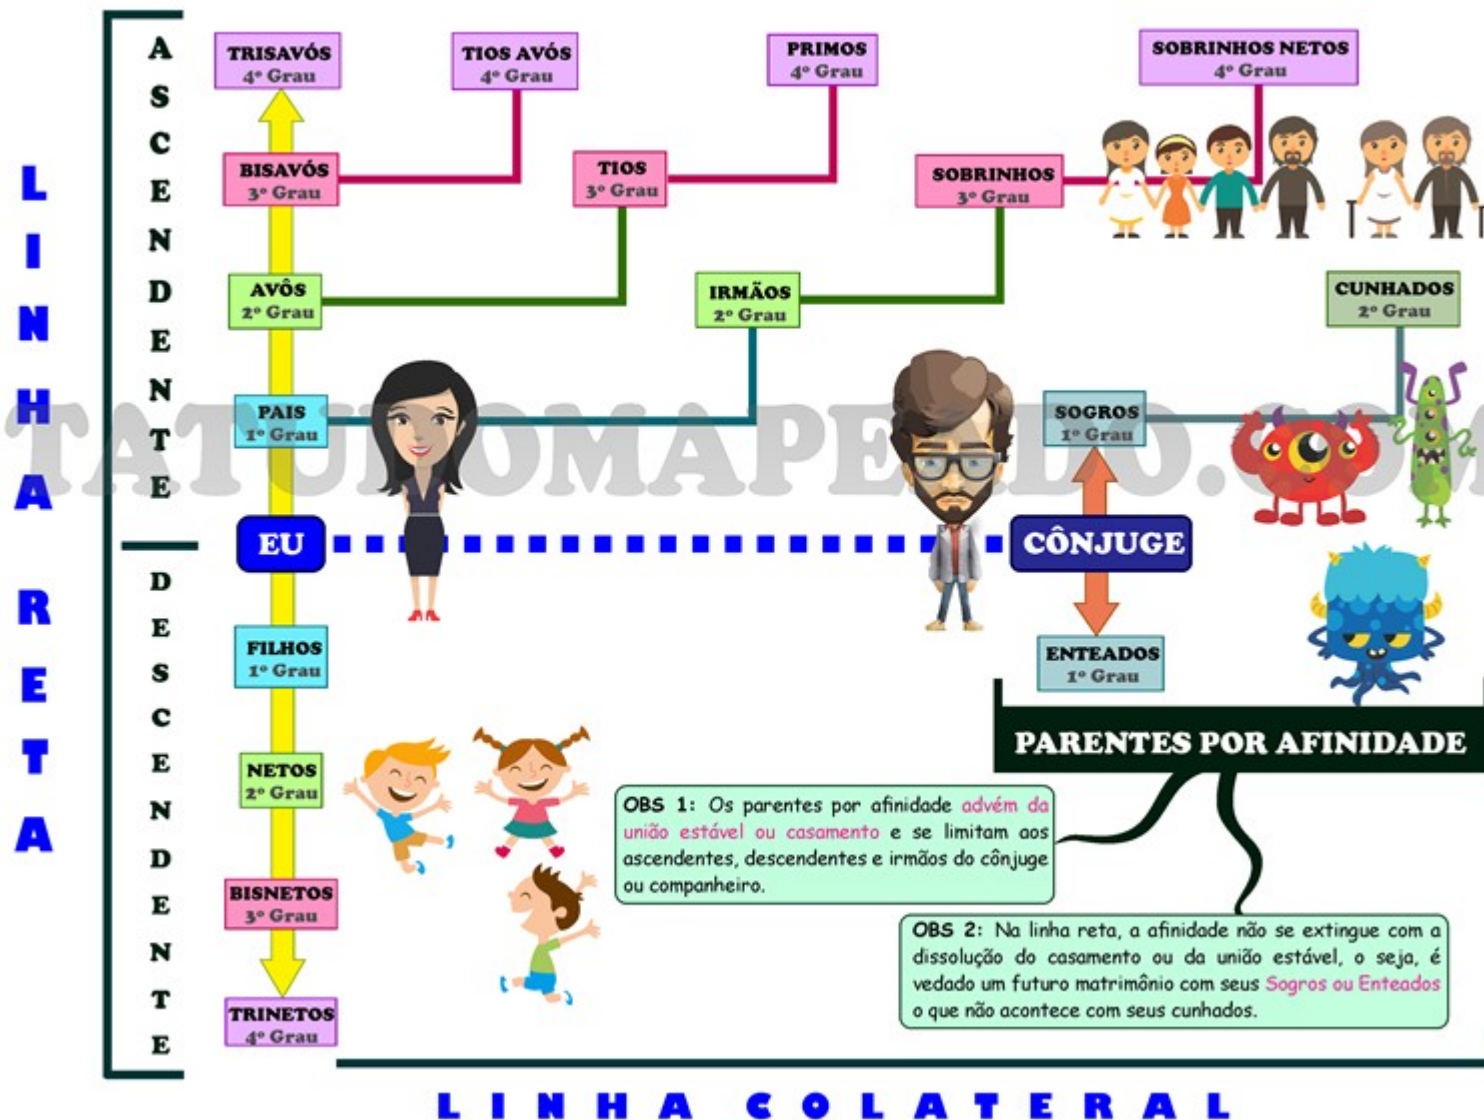 LINHA RETA
ASCENDENTE
DESCENDENTE
TRISAVÓS
4º Grau
TIOS AVÓS
4º Grau
PRIMOS
4º Grau
SOBRINHOS NETOS
4º Grau
BISAVÓS
3º Grau
TIOS
3º Grau
SOBRINHOS
3º Grau
AVÔS
2º Grau
IRMÃOS
2º Grau
CUNHADOS
2º Grau
PAIS
1º Grau
SOGROS
1º Grau
EU
CÔNJUGE
FILHOS
1º Grau
ENTEADOS
1º Grau
NETOS
2º Grau
BISNETOS
3º Grau
TRINETOS
4º Grau
PARENTES POR AFINIDADE
OBS 1: Os parentes por afinidade advém da
união estável ou casamento e se limitam aos
ascendentes, descendentes e irmãos do cônjuge
ou companheiro.
OBS 2: Na linha reta, a afinidade não se extingue com a
dissolução do casamento ou da união estável, o seja, é
vedado um futuro matrimônio com seus Sogros ou Enteados
o que não acontece com seus cunhados.
LINHA COLATERAL